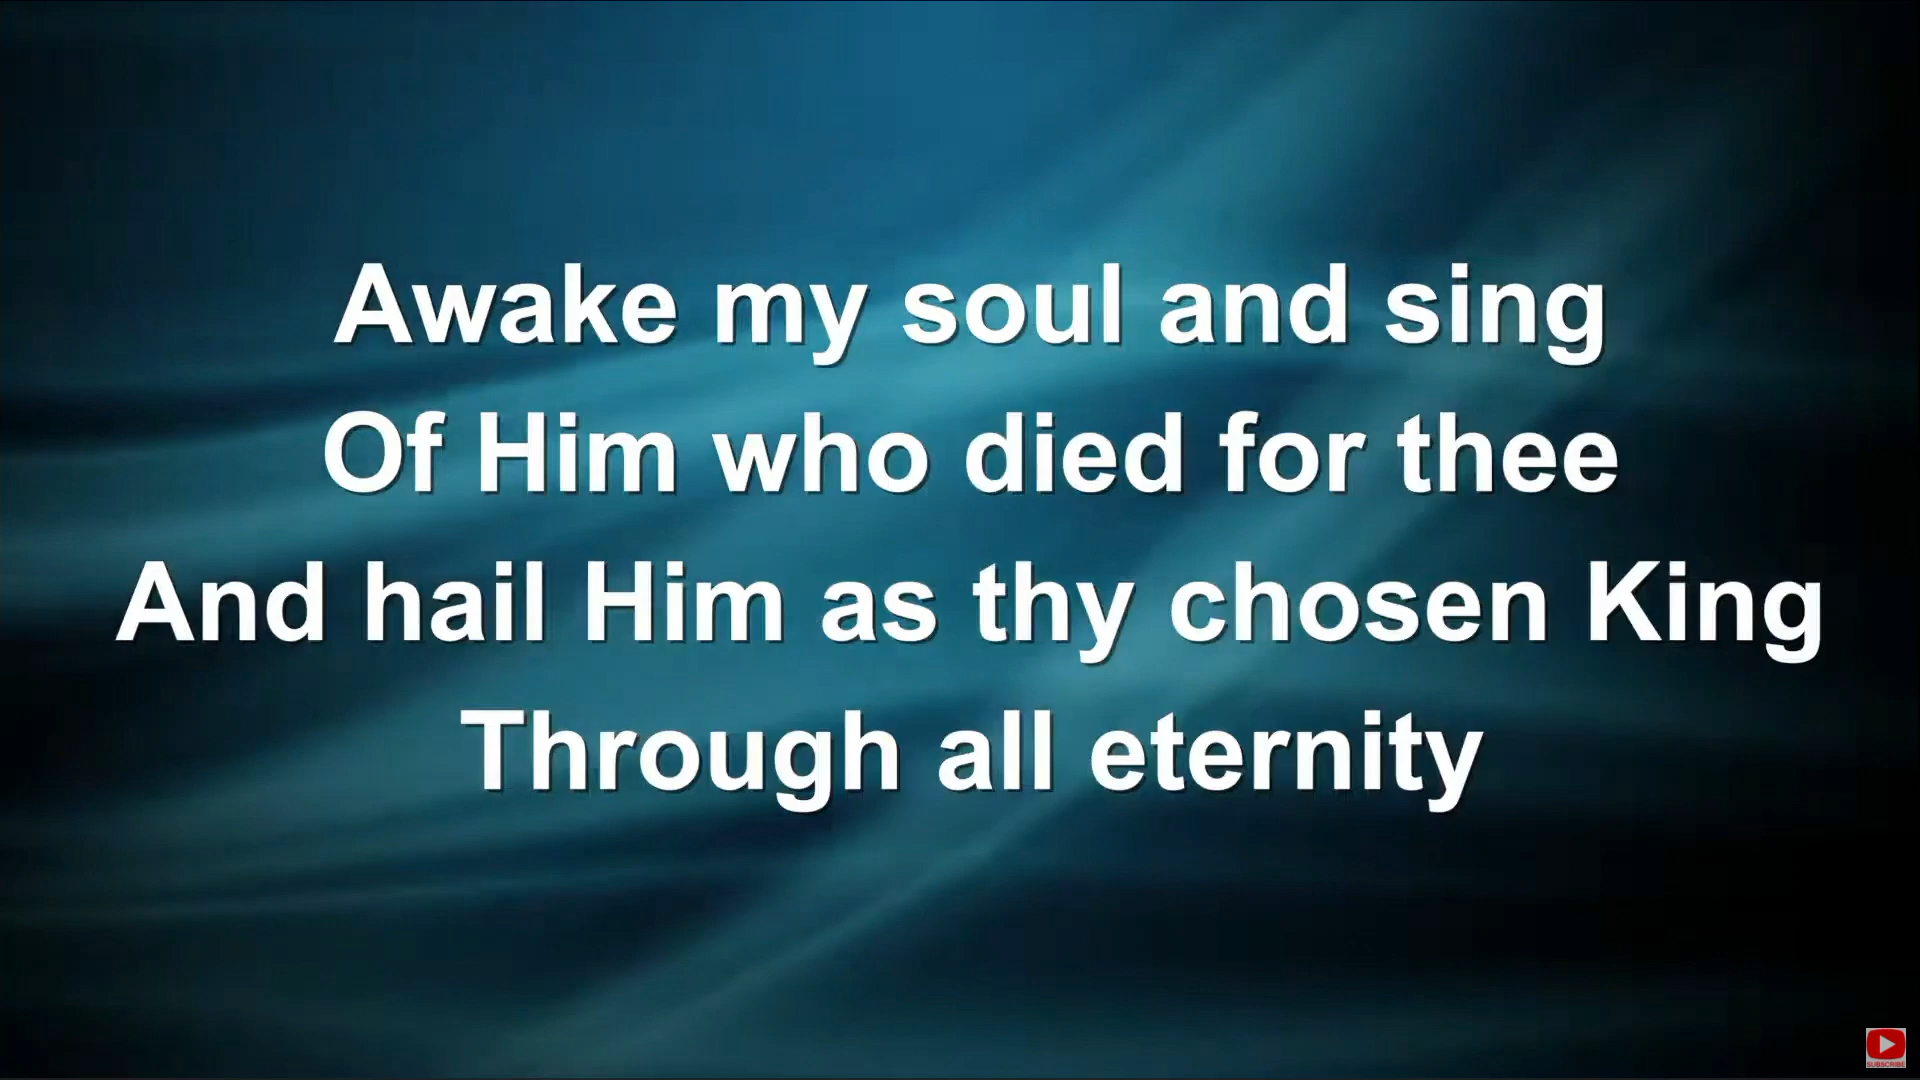 Awake my soul and sing
Of Him who died for thee
And hail Him as thy chosen King
Through all eternity
SUBSCRIBE